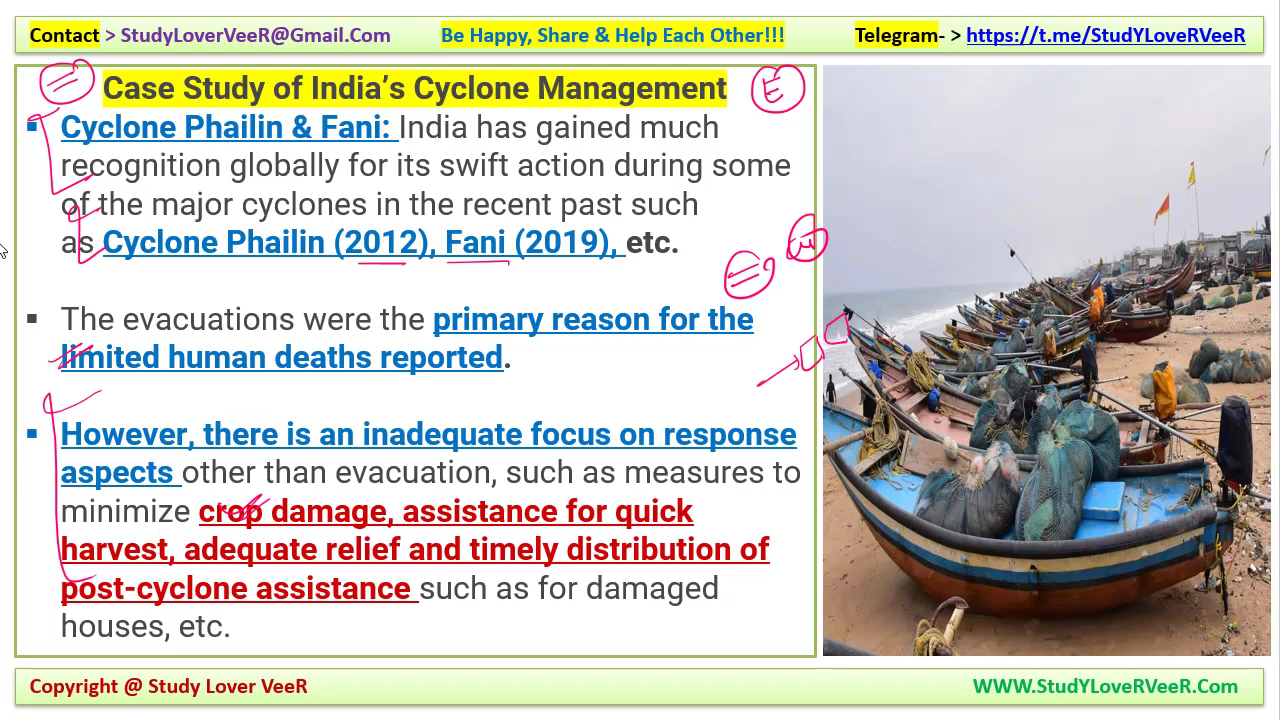 Contact > StudyLoverVeeR@Gmail.Com Be Happy, Share & Help Each Other!!! Telegram- > https://t.me/StudYLoveRVeeR
Case Study of India's Cyclone Management E
▪ Cyclone Phailin & Fani: India has gained much
recognition globally for its swift action during some
of the major cyclones in the recent past such
as Cyclone Phailin (2012), Fani (2019), etc.
▪ The evacuations were the primary reason for the
limited human deaths reported.
▪ However, there is an inadequate focus on response
aspects other than evacuation, such as measures to
minimize crop damage, assistance for quick
harvest, adequate relief and timely distribution of
post-cyclone assistance such as for damaged
houses, etc.
Copyright @ Study Lover VeeR WWW.StudYLoveRVeeR.Com